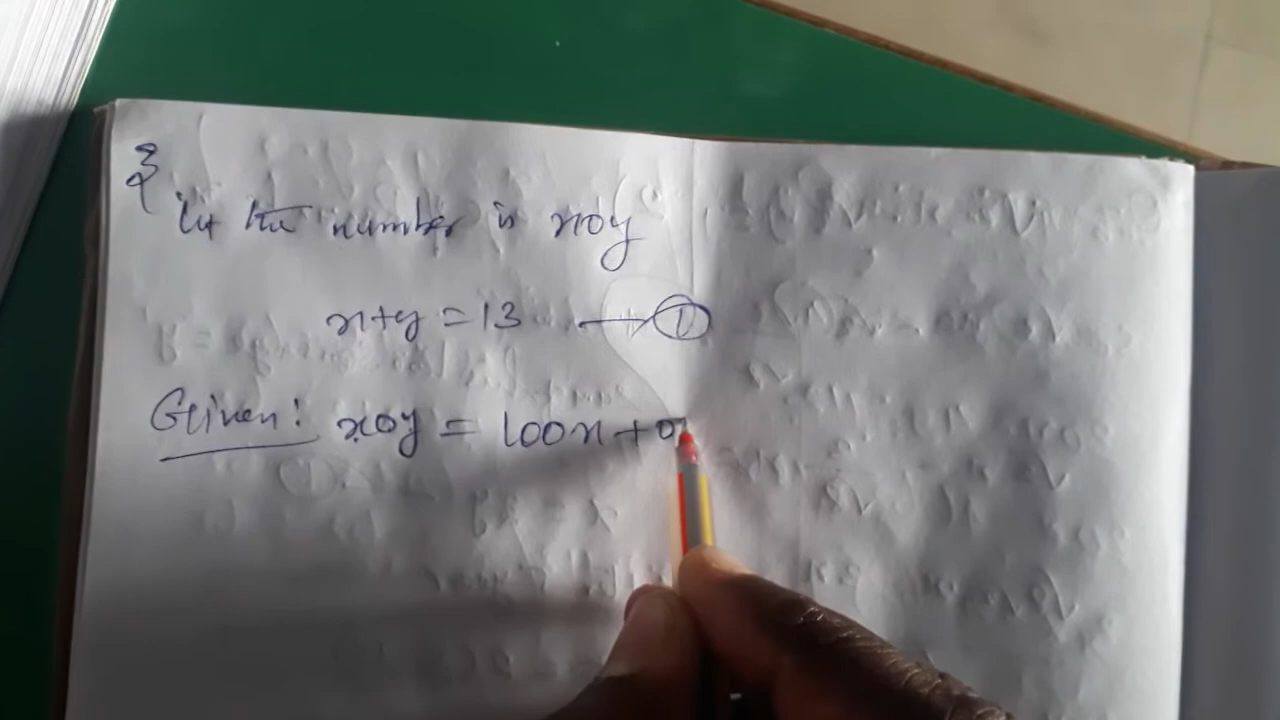 Let the number is x0y
x+y = 13 —— ①
Given: x0y = 100x + 0